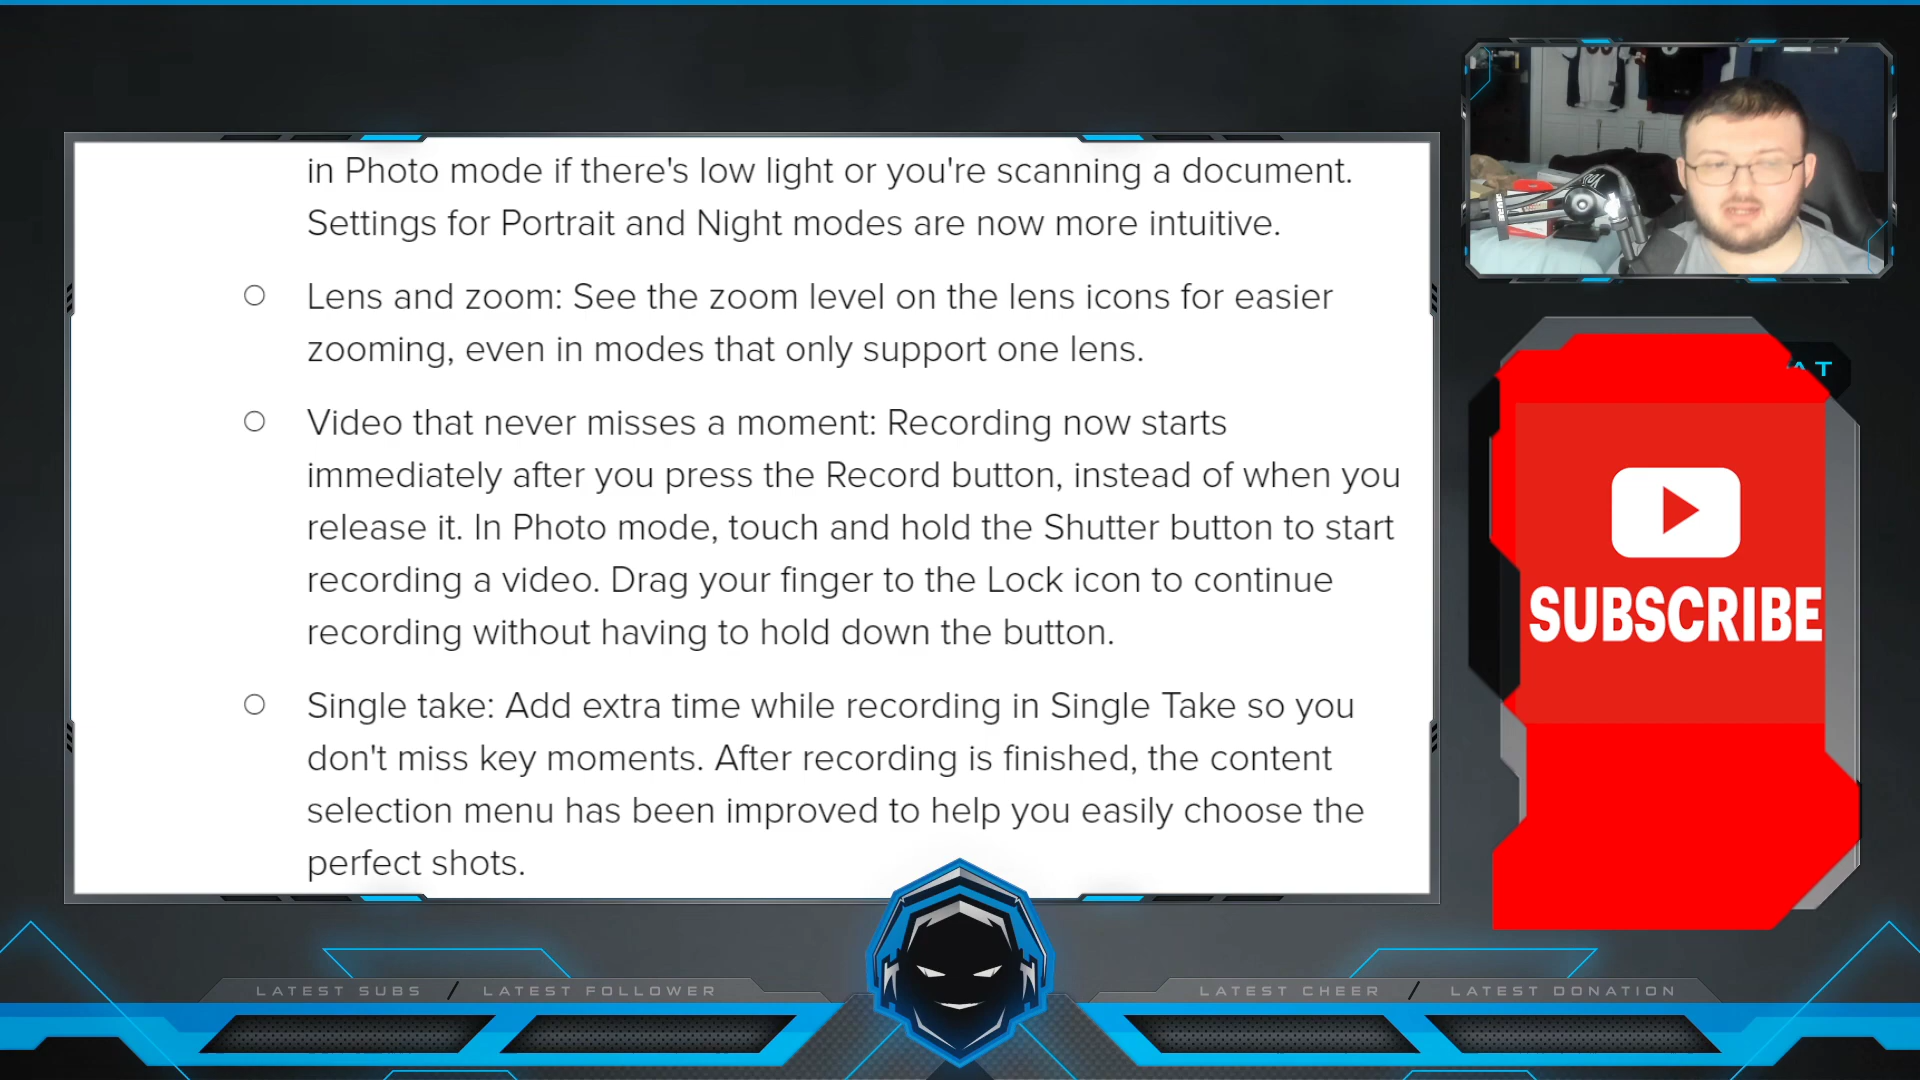 in Photo mode if there's low light or you're scanning a document.
Settings for Portrait and Night modes are now more intuitive.
Lens and zoom: See the zoom level on the lens icons for easier
zooming, even in modes that only support one lens.
Video that never misses a moment: Recording now starts
immediately after you press the Record button, instead of when you
release it. In Photo mode, touch and hold the Shutter button to start
recording a video. Drag your finger to the Lock icon to continue
recording without having to hold down the button.
Single take: Add extra time while recording in Single Take so you
don't miss key moments. After recording is finished, the content
selection menu has been improved to help you easily choose the
perfect shots.
SUBSCRIBE
LATEST SUBS / LATEST FOLLOWER
LATEST CHEER / LATEST DONATION